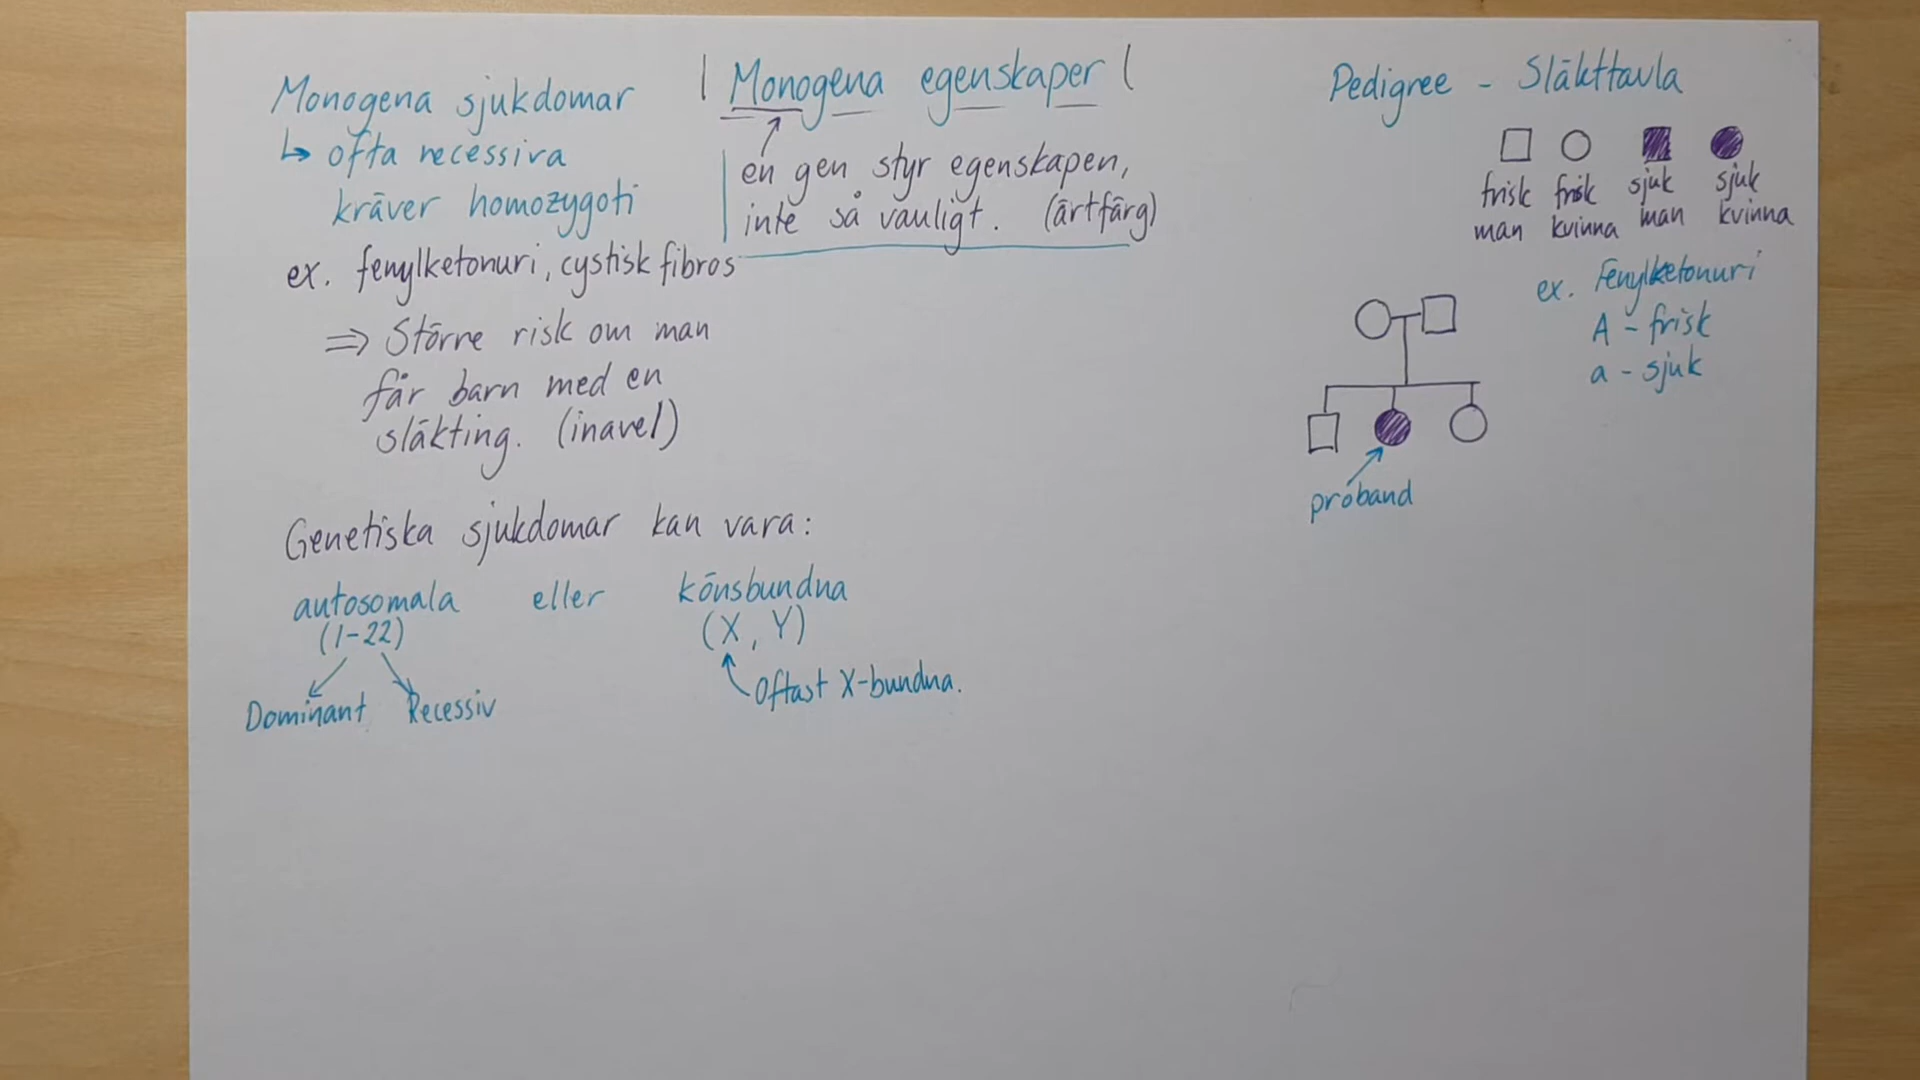 Monogena egenskaper
en gen styr egenskapen,
inte så vanligt. (ärtfärg)
Monogena sjukdomar
↳ ofta recessiva
kräver homozygoti
ex. fenylketonuri, cystisk fibros
⇒ Större risk om man
får barn med en
släkting. (inavel)
Genetiska sjukdomar kan vara:
autosomala eller könsbundna
(1-22) (X, Y)
Oftast X-bundna.
Dominant Recessiv
Pedigree - Släkttavla
frisk frisk sjuk sjuk
man kvinna man kvinna
ex. Fenylketonuri
A - frisk
a - sjuk
proband